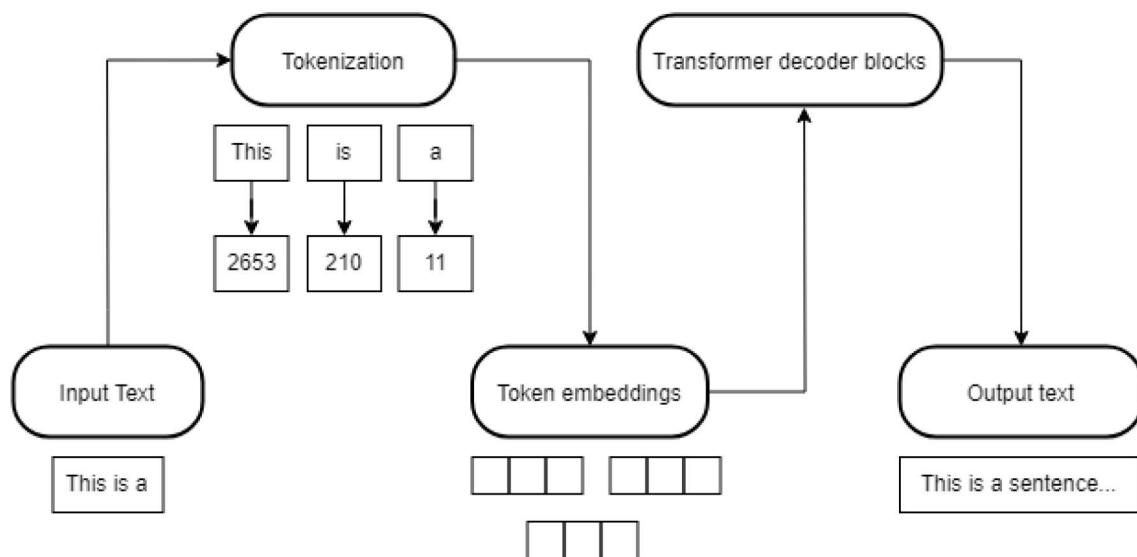 Tokenization
Transformer decoder blocks
This
is
a
2653
210
11
Input Text
Token embeddings
Output text
This is a
This is a sentence...